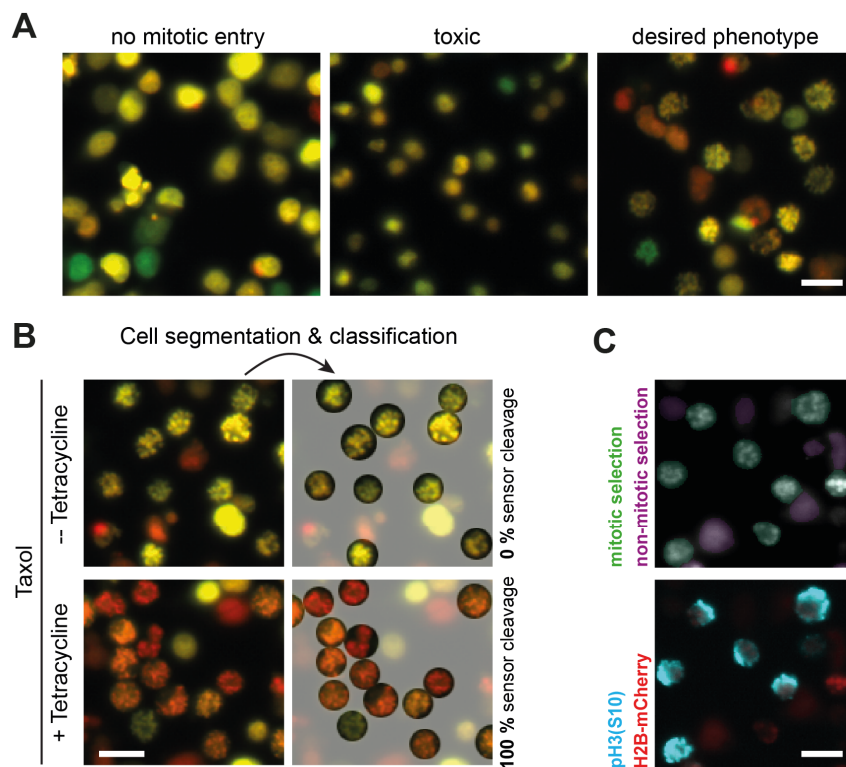 A
no mitotic entry
toxic
desired phenotype
B
Cell segmentation & classification
Taxol
-- Tetracycline
0 % sensor cleavage
+ Tetracycline
100 % sensor cleavage
C
mitotic selection
non-mitotic selection
pH3(S10)
H2B-mCherry